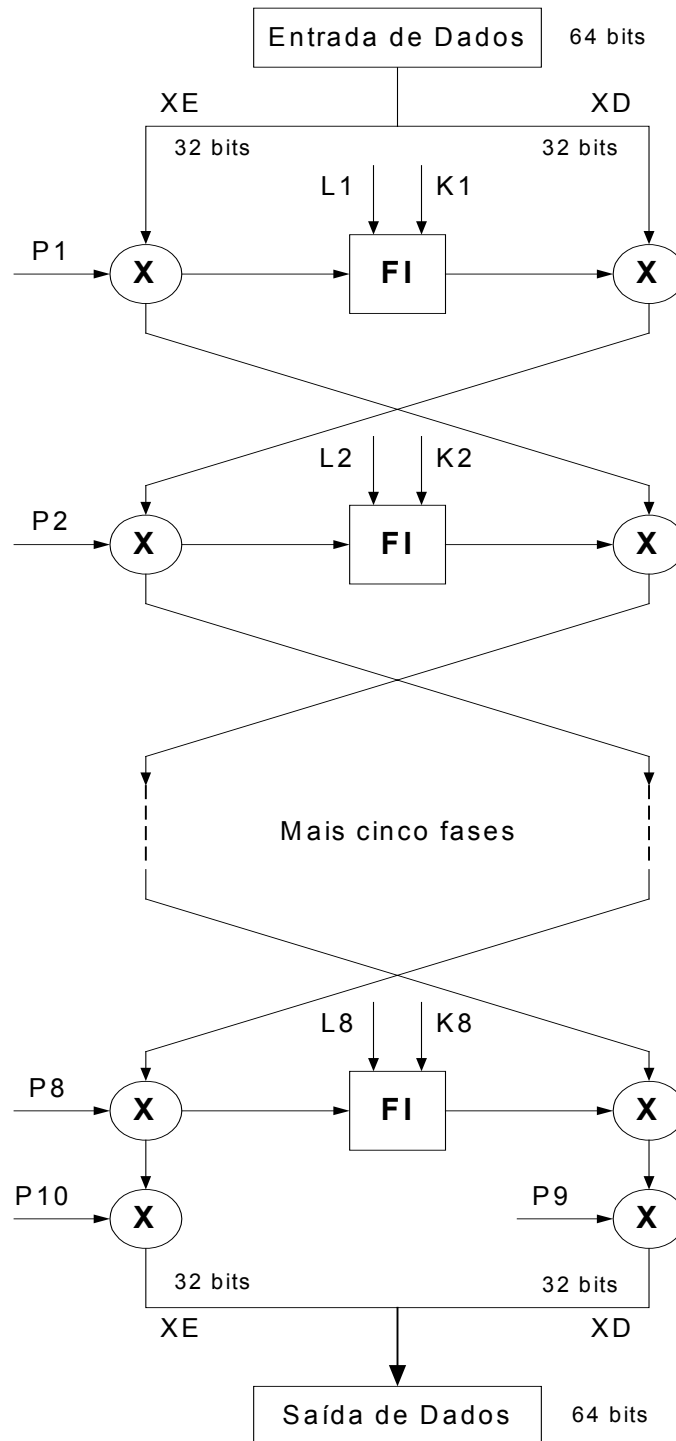 Entrada de Dados 64 bits
XE XD
32 bits 32 bits
L1 K1
P1
X FI X
L2 K2
P2
X FI X
Mais cinco fases
L8 K8
P8
X FI X
P10 P9
X X
32 bits 32 bits
XE XD
Saída de Dados 64 bits